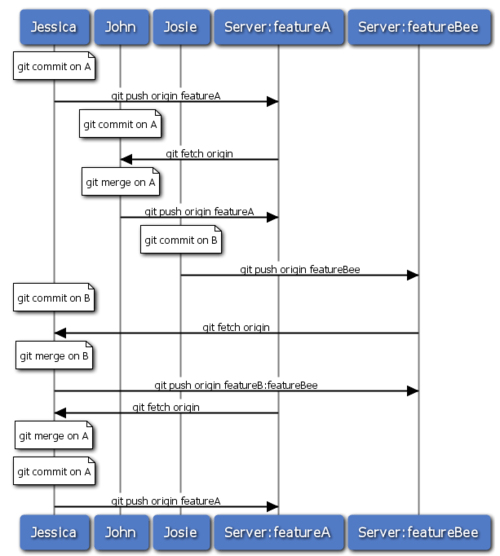 Jessica John Josie Server:featureA Server:featureBee
git commit on A
git push origin featureA
git commit on A
git fetch origin
git merge on A
git push origin featureA
git commit on B
git push origin featureBee
git commit on B
git fetch origin
git merge on B
git push origin featureB:featureBee
git fetch origin
git merge on A
git commit on A
git push origin featureA
Jessica John Josie Server:featureA Server:featureBee